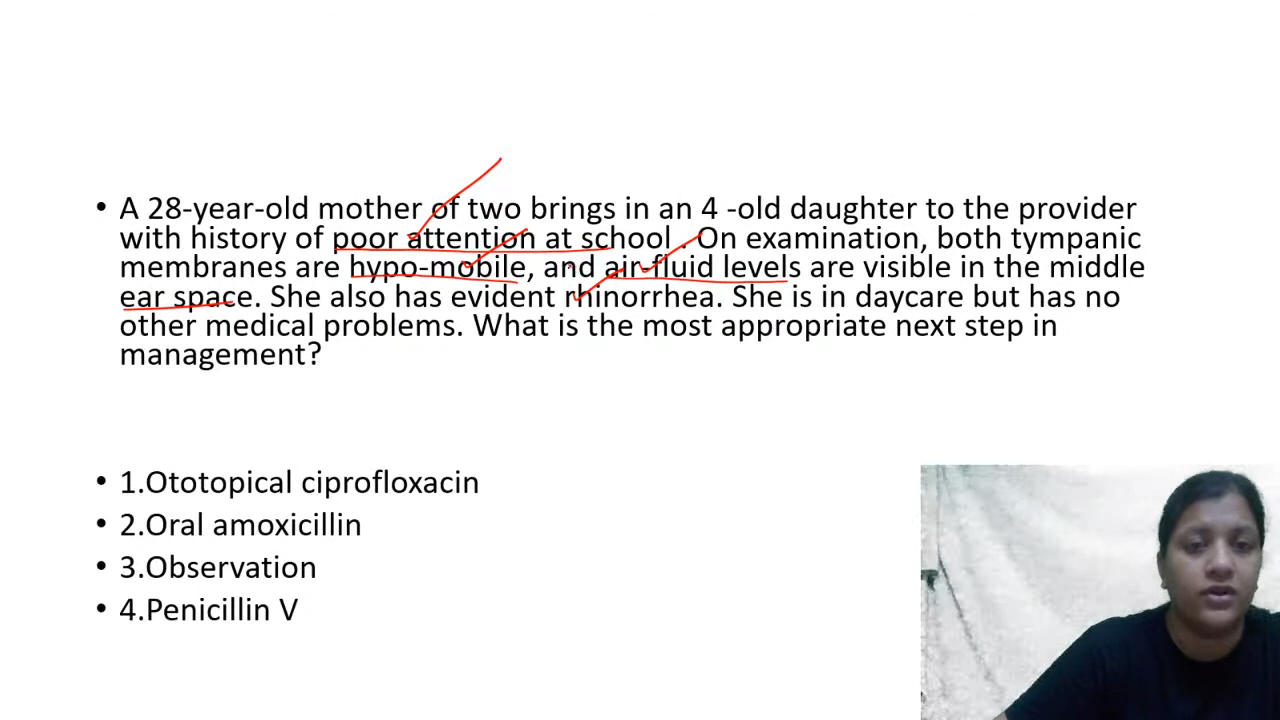 • A 28-year-old mother of two brings in an 4 -old daughter to the provider
with history of poor attention at school . On examination, both tympanic
membranes are hypo-mobile, and air-fluid levels are visible in the middle
ear space. She also has evident rhinorrhea. She is in daycare but has no
other medical problems. What is the most appropriate next step in
management?
• 1.Ototopical ciprofloxacin
• 2.Oral amoxicillin
• 3.Observation
• 4.Penicillin V